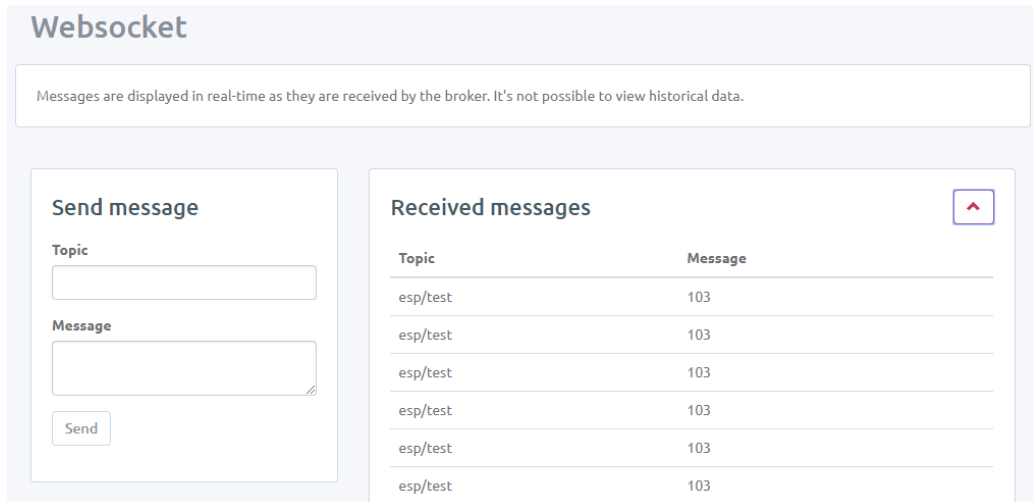 Websocket
Messages are displayed in real-time as they are received by the broker. It's not possible to view historical data.
Send message
Topic
Message
Send
Received messages
Topic Message
esp/test 103
esp/test 103
esp/test 103
esp/test 103
esp/test 103
esp/test 103